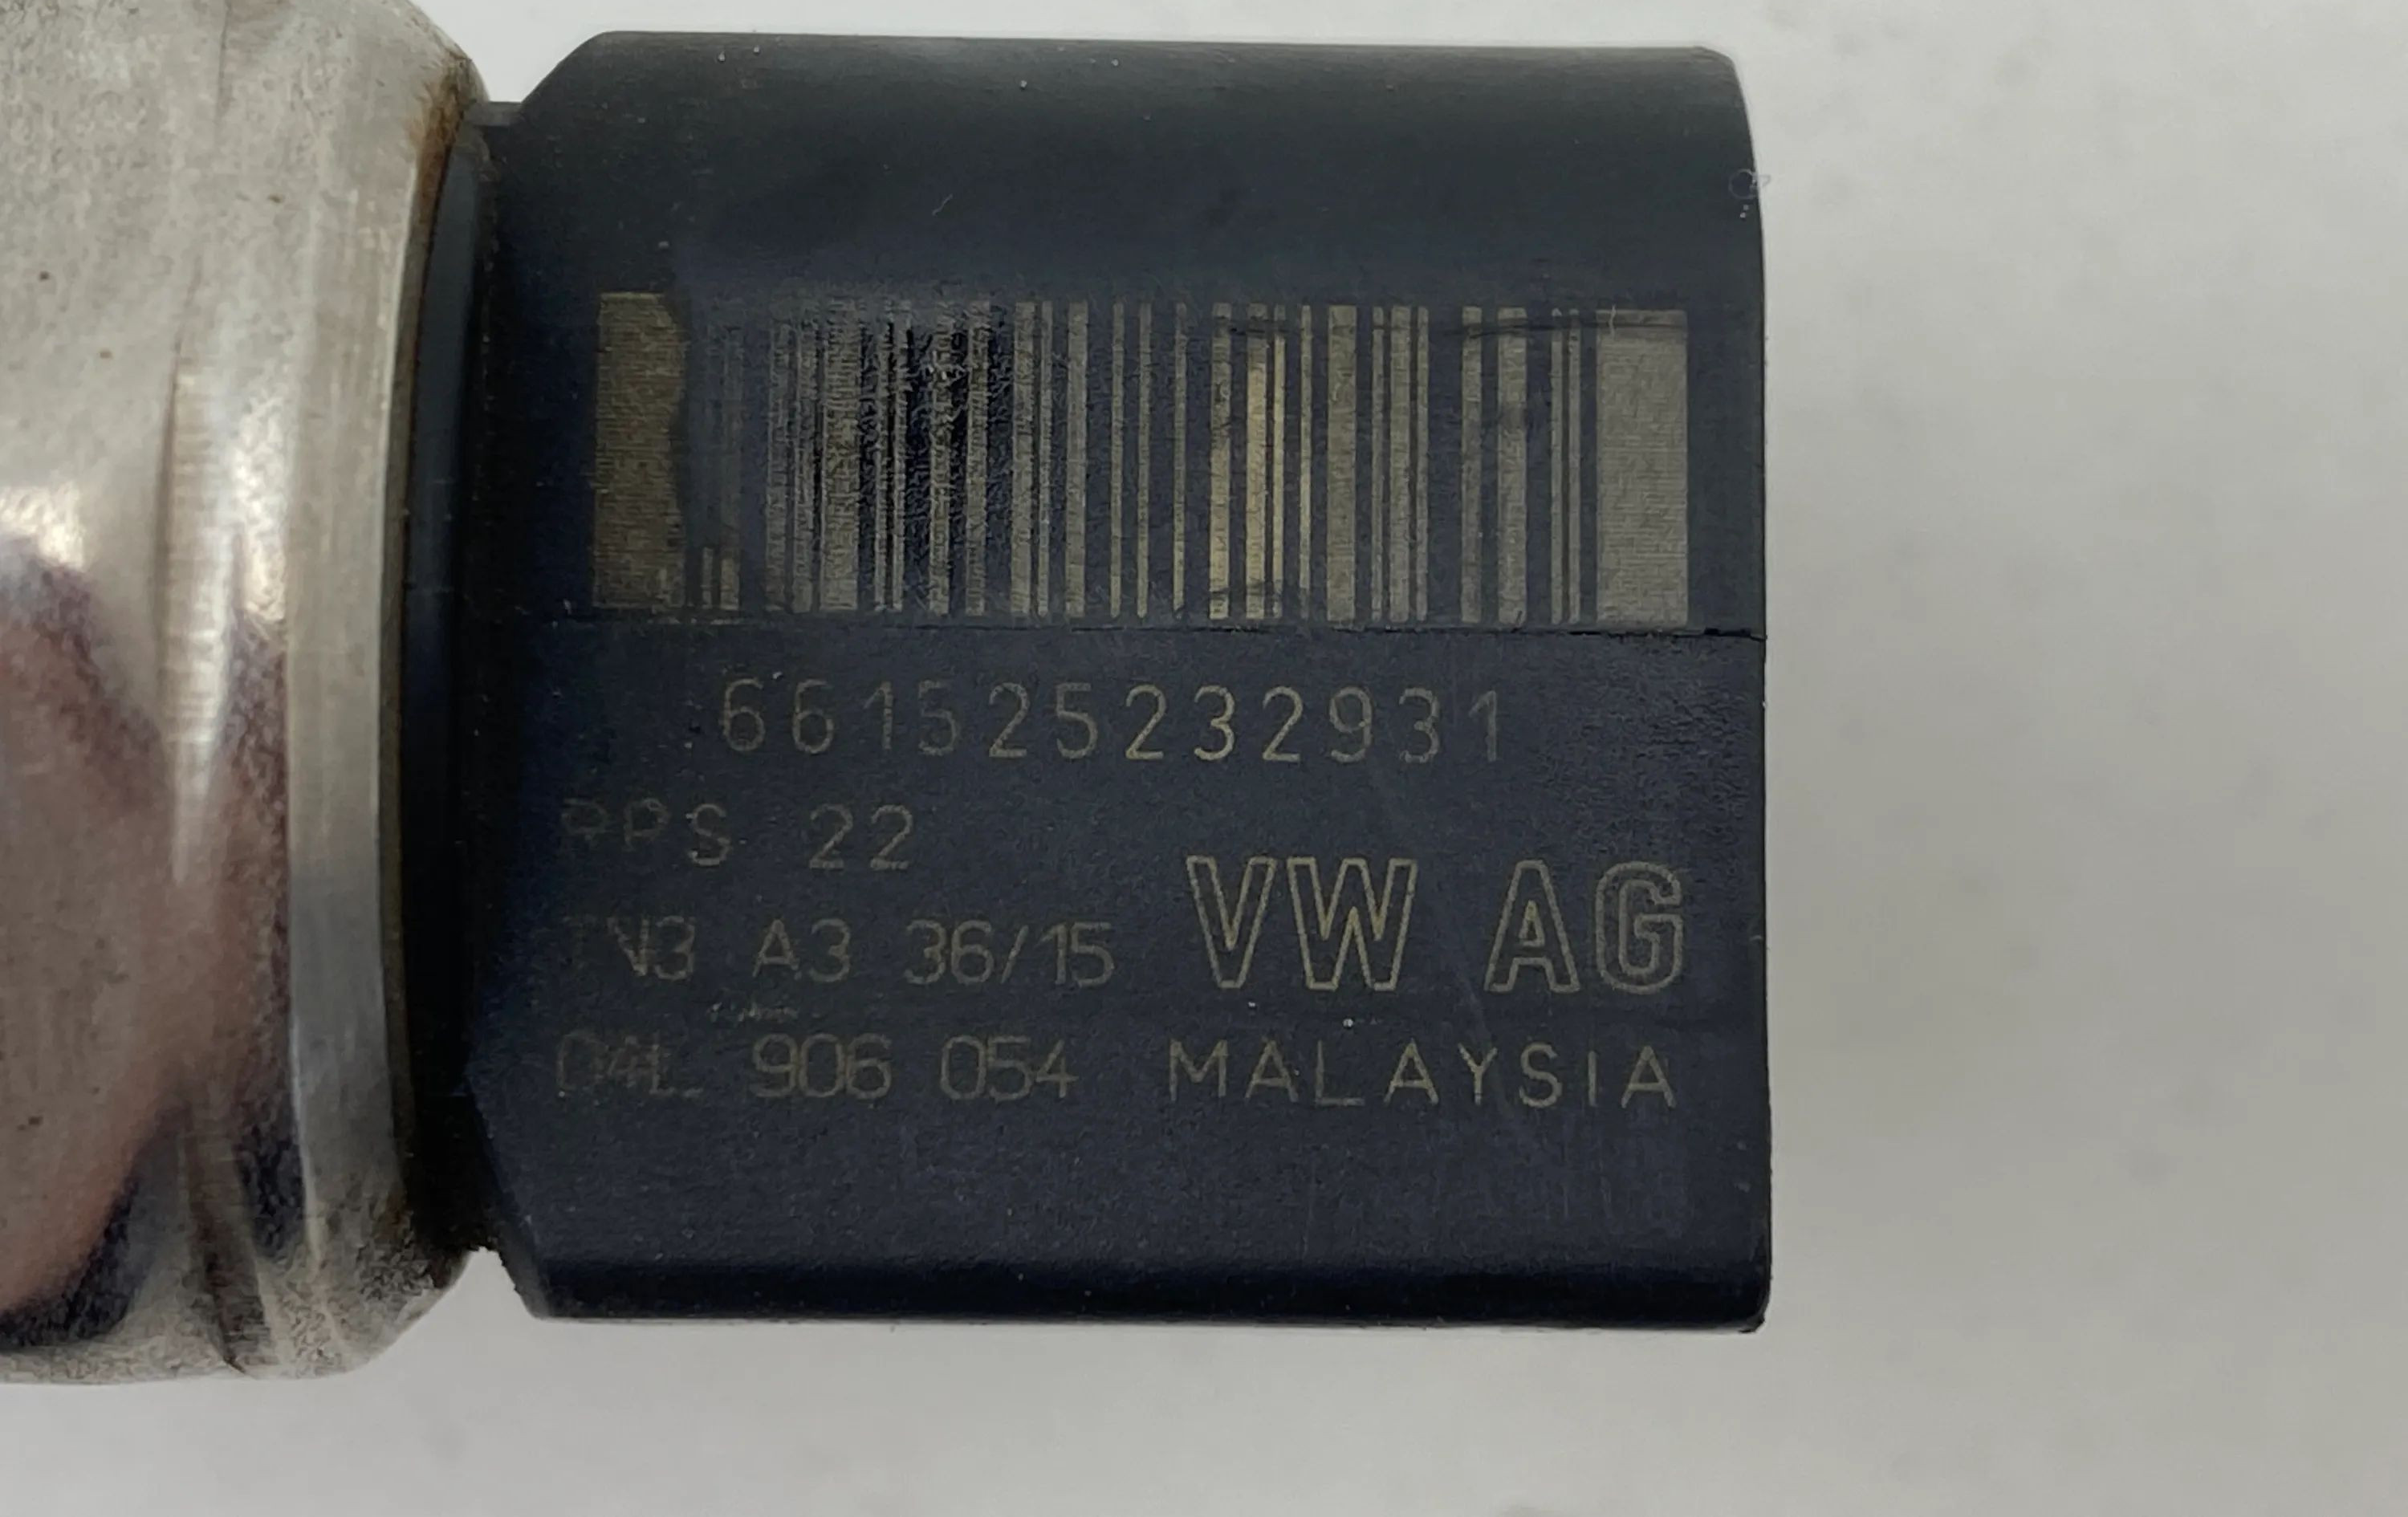 661525232931
RPS 22
TN3 A3 36/15 VW AG
04L 906 054 MALAYSIA